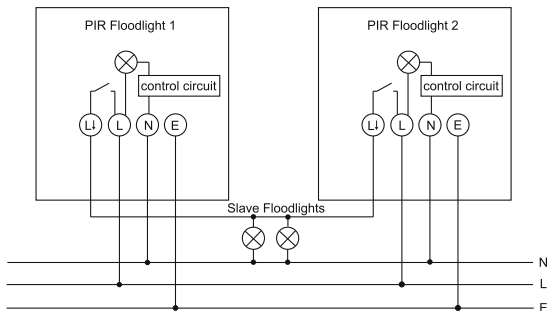 PIR Floodlight 1
PIR Floodlight 2
control circuit
control circuit
L↓ L N E
L↓ L N E
Slave Floodlights
N
L
E